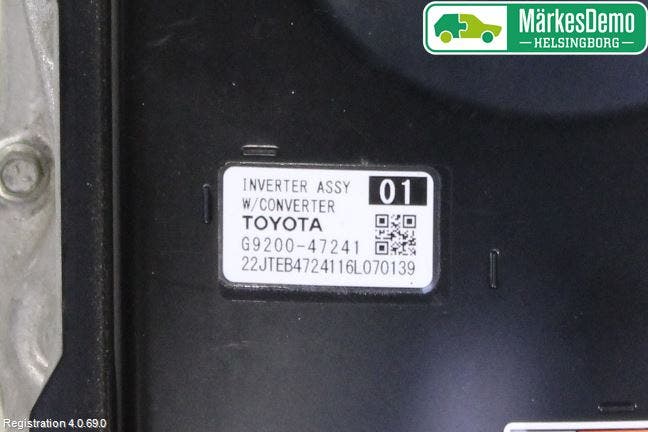 MärkesDemo
HELSINGBORG
INVERTER ASSY 01
W/CONVERTER
TOYOTA
G9200-47241
22JTEB4724116L070139
Registration 4.0.69.0